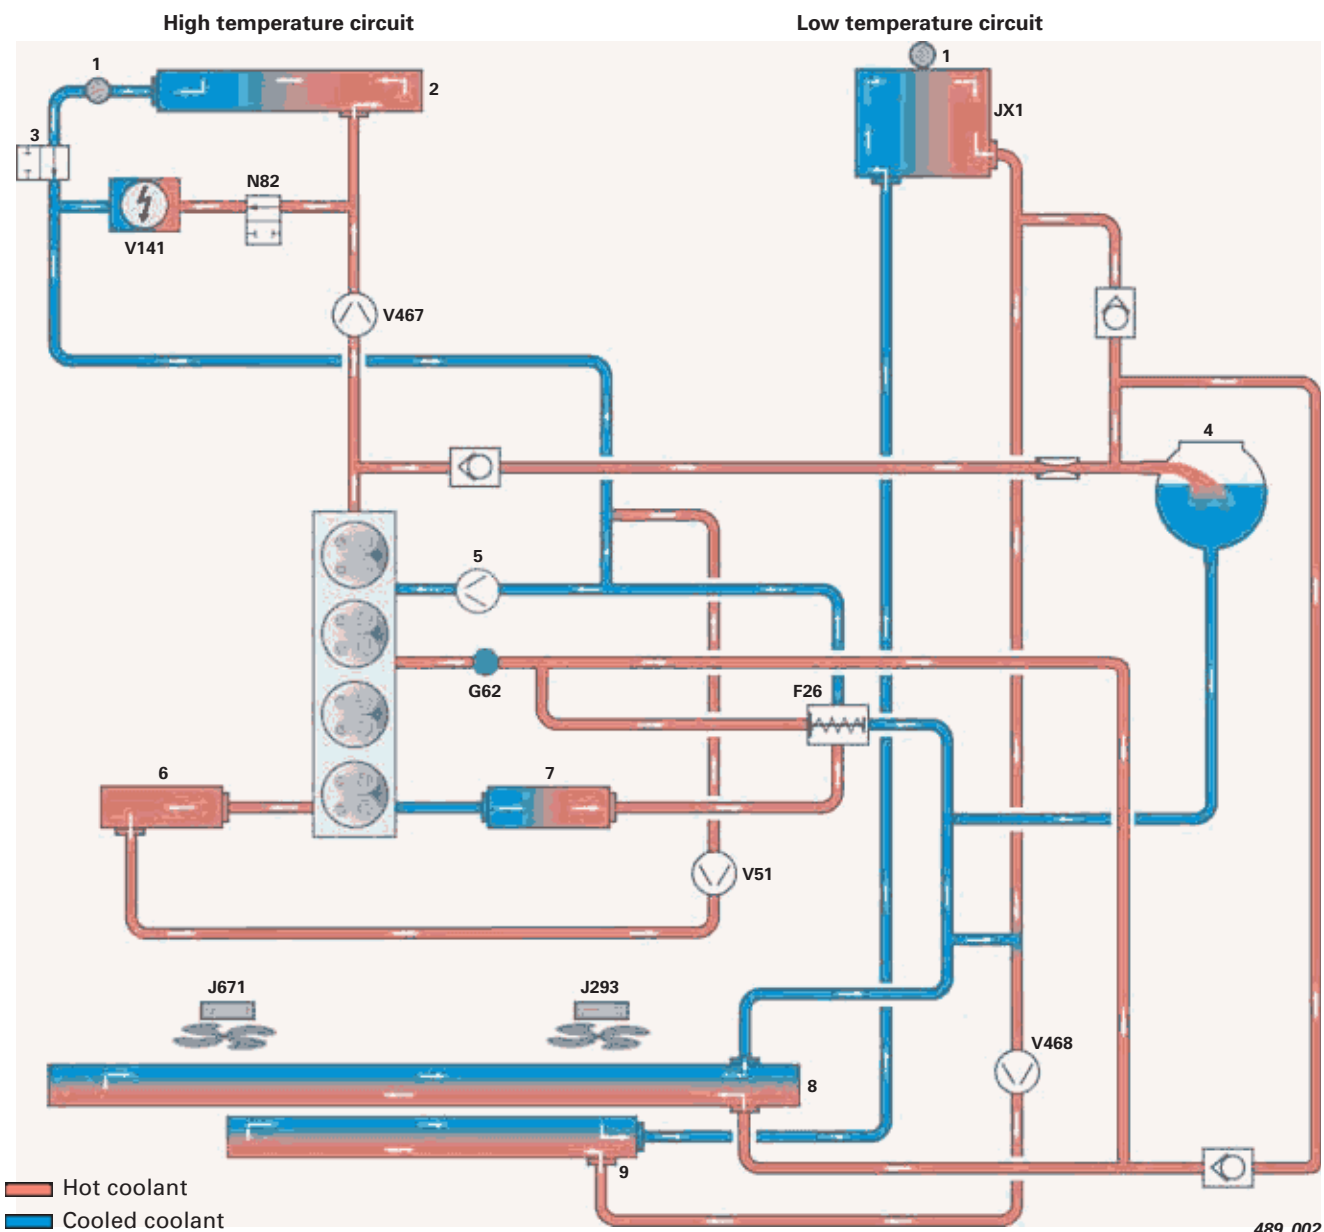 High temperature circuit
Low temperature circuit
1
1
2
JX1
3
N82
V141
V467
4
5
G62
F26
6
7
V51
J671
J293
V468
8
9
Hot coolant
Cooled coolant
489_002